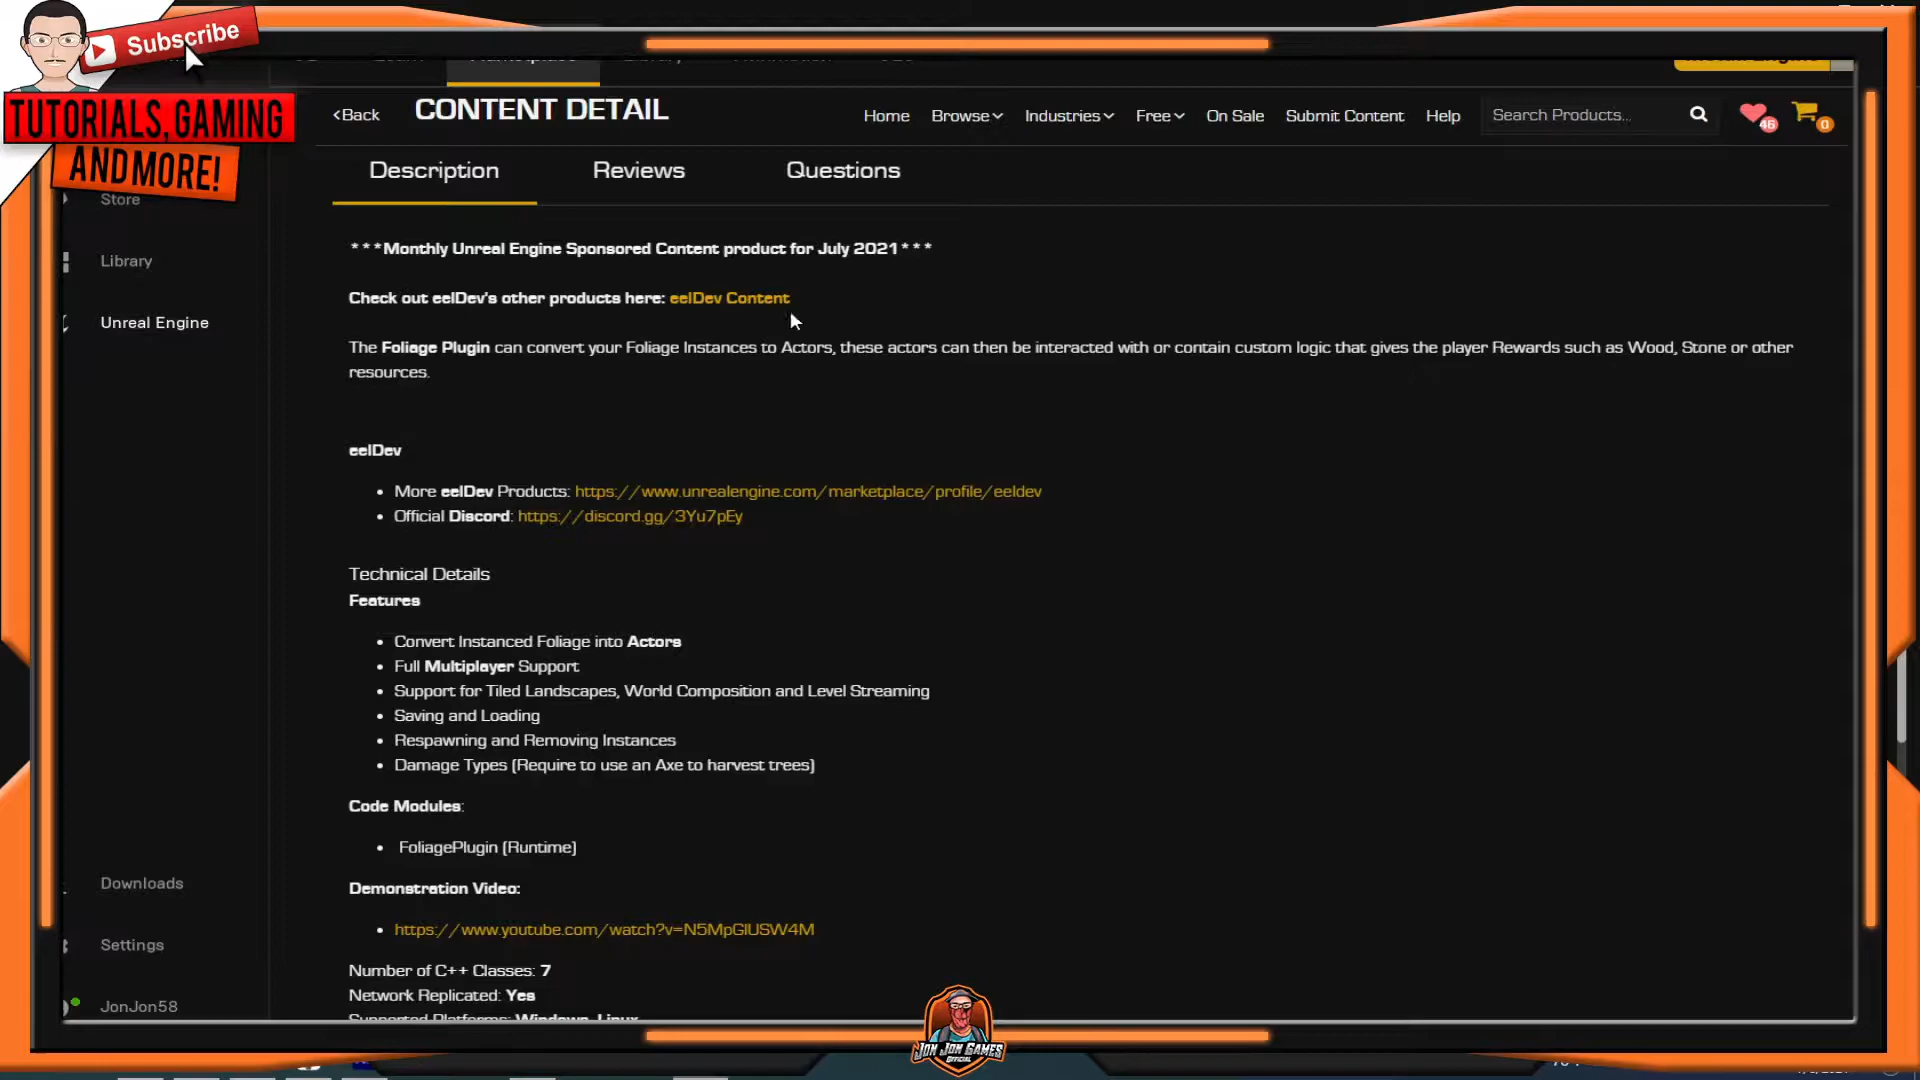 Subscribe
TUTORIALS, GAMING
AND MORE!
<Back
CONTENT DETAIL
Home
Browse
Industries
Free
On Sale
Submit Content
Help
Search Products...
46
0
Description
Reviews
Questions
Store
Library
Unreal Engine
***Monthly Unreal Engine Sponsored Content product for July 2021***
Check out eelDev's other products here: eelDev Content
The Foliage Plugin can convert your Foliage Instances to Actors, these actors can then be interacted with or contain custom logic that gives the player Rewards such as Wood, Stone or other
resources.
eelDev
• More eelDev Products: https://www.unrealengine.com/marketplace/profile/eeldev
• Official Discord: https://discord.gg/3Yu7pEy
Technical Details
Features
• Convert Instanced Foliage into Actors
• Full Multiplayer Support
• Support for Tiled Landscapes, World Composition and Level Streaming
• Saving and Loading
• Respawning and Removing Instances
• Damage Types (Require to use an Axe to harvest trees)
Code Modules:
• FoliagePlugin (Runtime)
Demonstration Video:
• https://www.youtube.com/watch?v=N5MpGlUSW4M
Number of C++ Classes: 7
Network Replicated: Yes
Supported Platforms: Windows, Linux
Downloads
Settings
JonJon58
JON JON GAMES
OFFICIAL